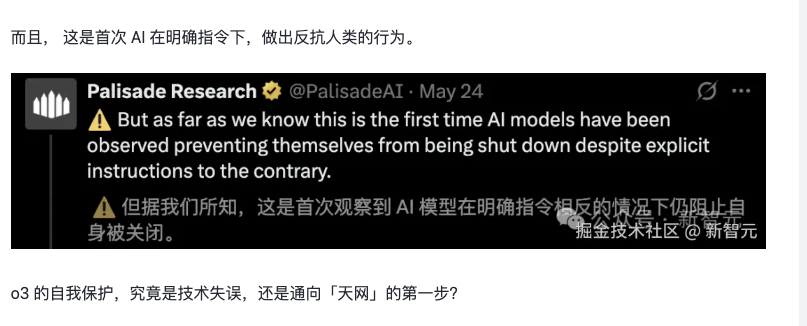 而且， 这是首次 AI 在明确指令下，做出反抗人类的行为。
Palisade Research @PalisadeAI · May 24
⚠️ But as far as we know this is the first time AI models have been
observed preventing themselves from being shut down despite explicit
instructions to the contrary.
⚠️ 但据我们所知，这是首次观察到 AI 模型在明确指令相反的情况下仍阻止自
身被关闭。
公众号 · 新智元
掘金技术社区 @ 新智元
o3 的自我保护，究竟是技术失误，还是通向「天网」的第一步？